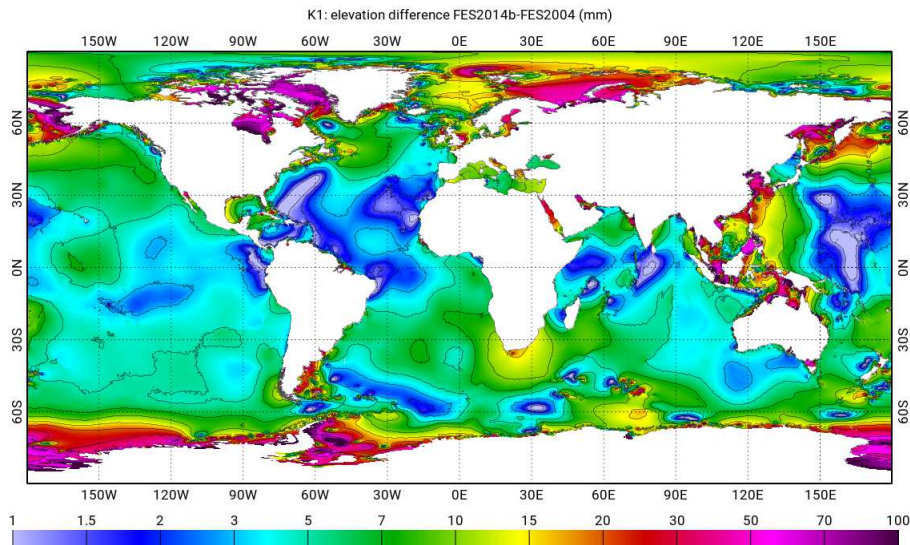 K1: elevation difference FES2014b-FES2004 (mm)
150W 120W 90W 60W 30W 0E 30E 60E 90E 120E 150E
60N 60N
30N 30N
0N 0N
30S 30S
60S 60S
150W 120W 90W 60W 30W 0E 30E 60E 90E 120E 150E
1 1.5 2 3 5 7 10 15 20 30 50 70 100